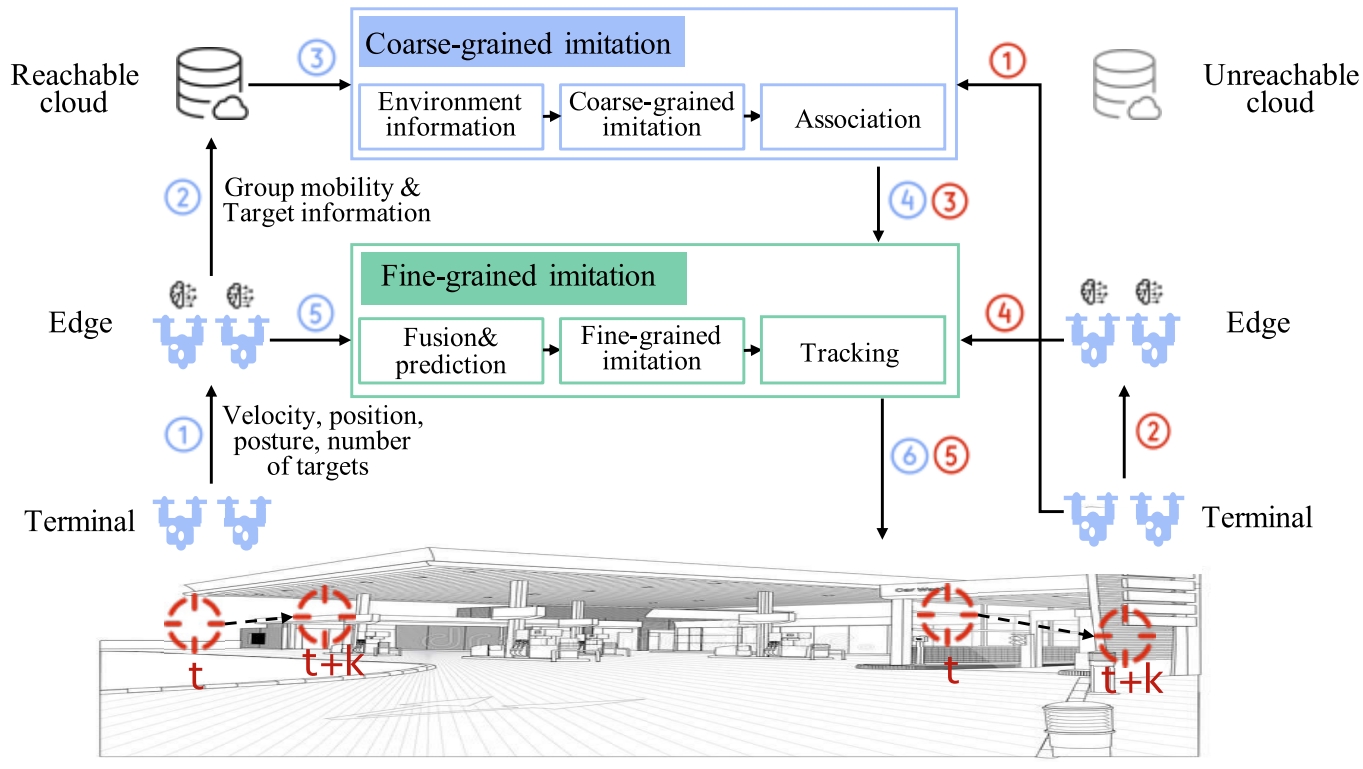 Reachable
cloud
③
Coarse-grained imitation
①
Unreachable
cloud
Environment
information
Coarse-grained
imitation
Association
②
Group mobility &
Target information
④ ③
Fine-grained imitation
Edge
⑤
Fusion&
prediction
Fine-grained
imitation
Tracking
④
Edge
①
Velocity, position,
posture, number
of targets
⑥ ⑤
②
Terminal
Terminal
t
t+k
t
t+k